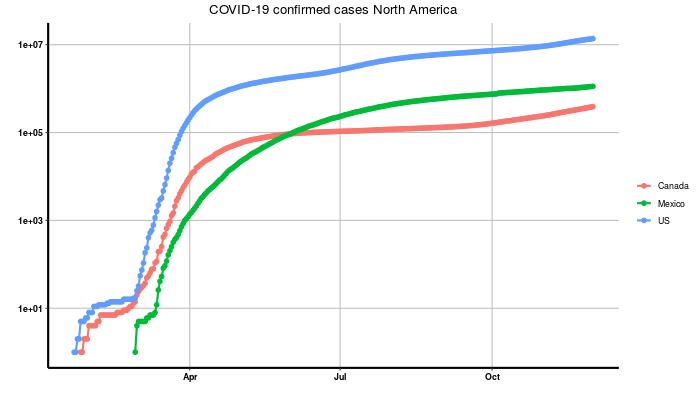 COVID-19 confirmed cases North America
1e+07
1e+05
1e+03
1e+01
Apr Jul Oct
Canada
Mexico
US